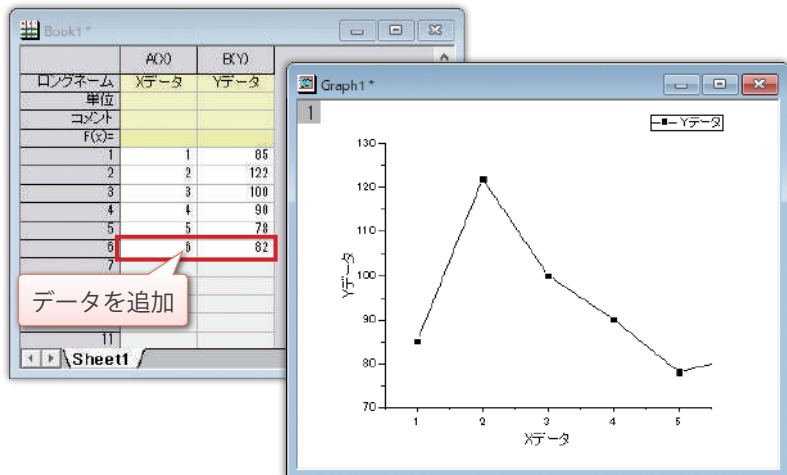 Book1 *
A(X) B(Y)
ロングネーム Xデータ Yデータ
単位
コメント
F(x)=
1 1 85
2 2 122
3 3 100
4 4 90
5 5 78
6 6 82
7
11
データを追加
Sheet1
Graph1 *
1
Yデータ
130
120
110
100
90
80
70
Yデータ
1 2 3 4 5
Xデータ